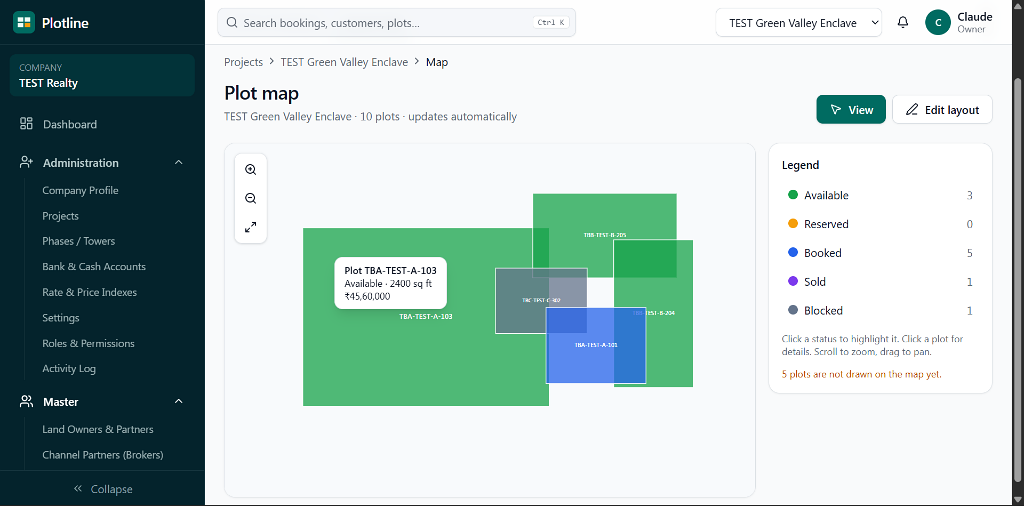 Plotline
COMPANY
TEST Realty
Dashboard
Administration
Company Profile
Projects
Phases / Towers
Bank & Cash Accounts
Rate & Price Indexes
Settings
Roles & Permissions
Activity Log
Master
Land Owners & Partners
Channel Partners (Brokers)
Collapse
Search bookings, customers, plots...
Ctrl K
TEST Green Valley Enclave
C
Claude
Owner
Projects > TEST Green Valley Enclave > Map
Plot map
TEST Green Valley Enclave · 10 plots · updates automatically
View
Edit layout
TBA-TEST-B-205
Plot TBA-TEST-A-103
Available · 2400 sq ft
₹45,60,000
TBA-TEST-A-103
TBC-TEST-C-302
TEST-B-204
TBA-TEST-A-101
Legend
Available 3
Reserved 0
Booked 5
Sold 1
Blocked 1
Click a status to highlight it. Click a plot for
details. Scroll to zoom, drag to pan.
5 plots are not drawn on the map yet.